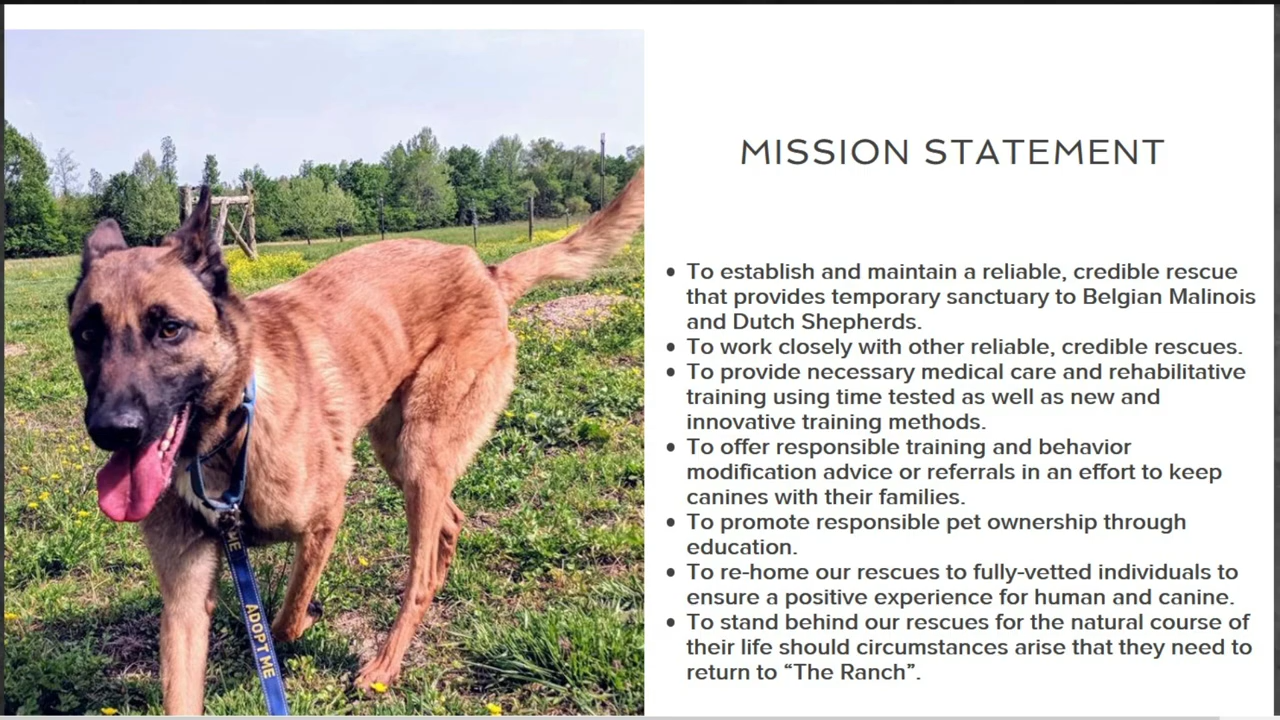 MISSION STATEMENT
• To establish and maintain a reliable, credible rescue
that provides temporary sanctuary to Belgian Malinois
and Dutch Shepherds.
• To work closely with other reliable, credible rescues.
• To provide necessary medical care and rehabilitative
training using time tested as well as new and
innovative training methods.
• To offer responsible training and behavior
modification advice or referrals in an effort to keep
canines with their families.
• To promote responsible pet ownership through
education.
• To re-home our rescues to fully-vetted individuals to
ensure a positive experience for human and canine.
• To stand behind our rescues for the natural course of
their life should circumstances arise that they need to
return to “The Ranch”.
ME
ADOPT ME